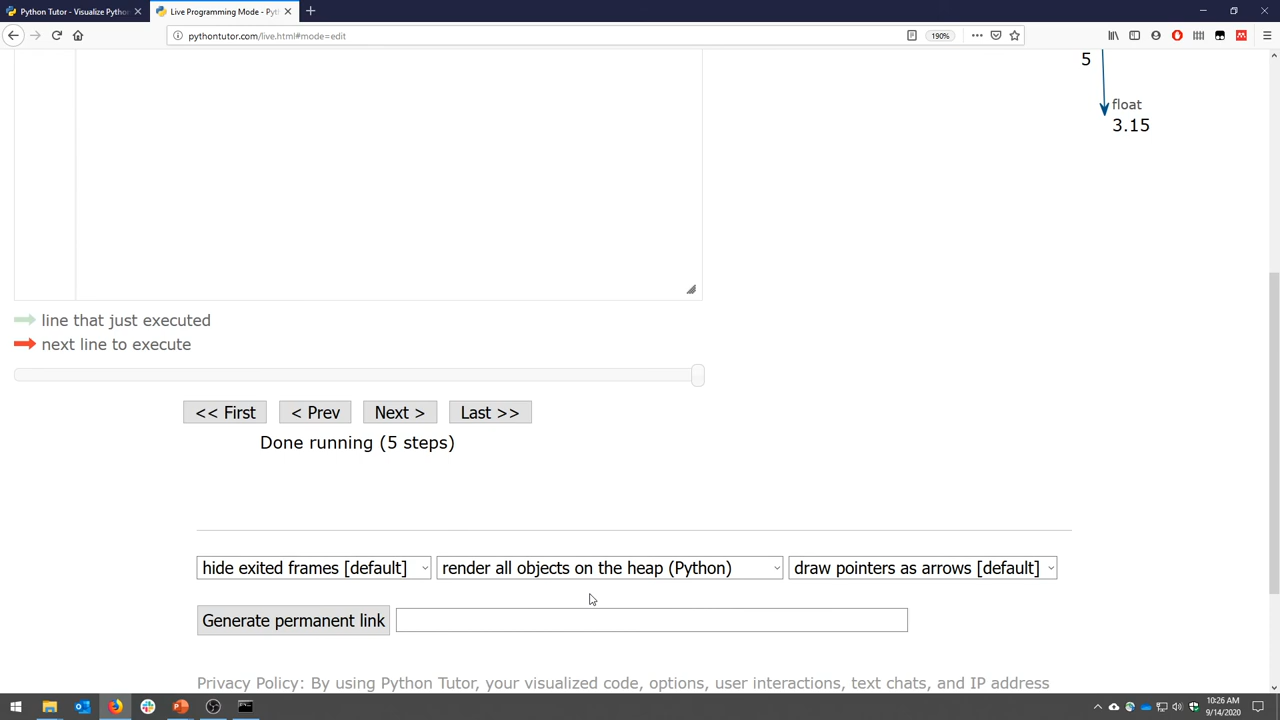 Python Tutor - Visualize Python
Live Programming Mode - Pyt
pythontutor.com/live.html#mode=edit
190%
5
float
3.15
line that just executed
next line to execute
<< First
< Prev
Next >
Last >>
Done running (5 steps)
hide exited frames [default]
render all objects on the heap (Python)
draw pointers as arrows [default]
Generate permanent link
Privacy Policy: By using Python Tutor, your visualized code, options, user interactions, text chats, and IP address
10:26 AM
9/14/2020